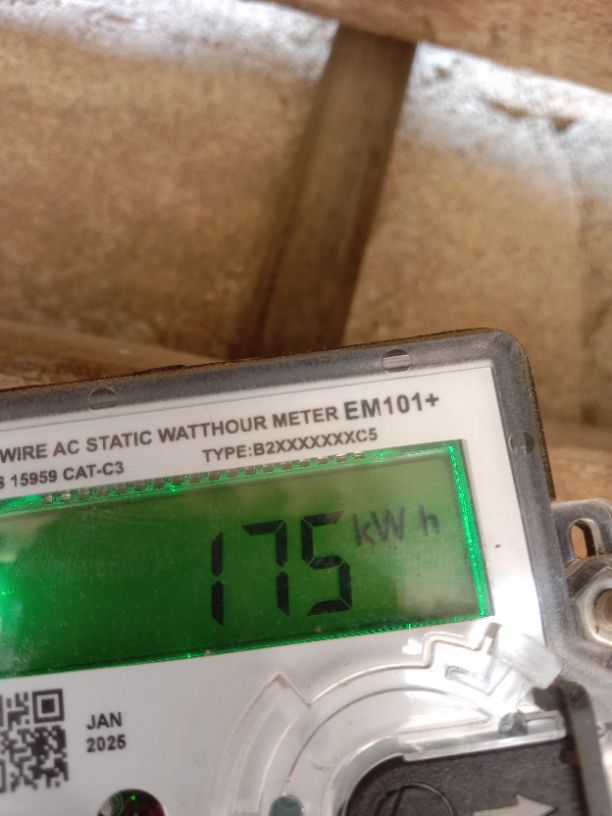 WIRE AC STATIC WATTHOUR METER EM101+
15959 CAT-C3 TYPE:B2XXXXXXXC5
175 kWh
JAN
2025